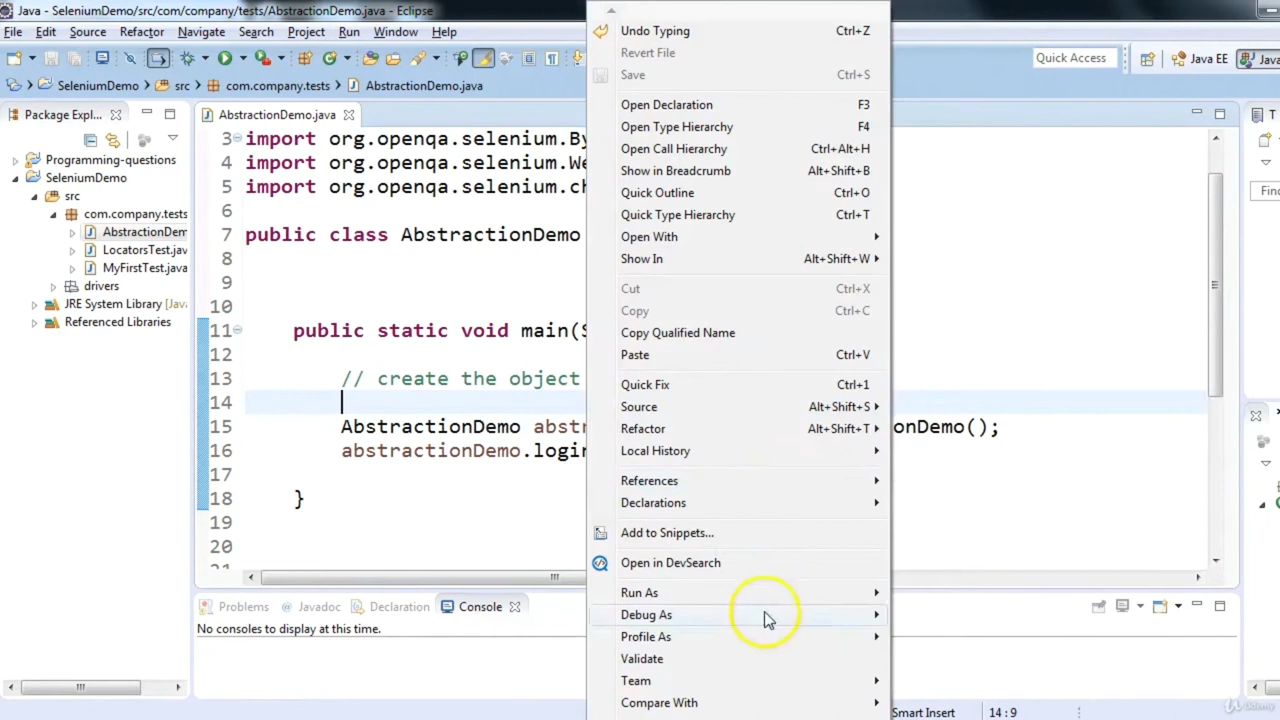 Java - SeleniumDemo/src/com/company/tests/AbstractionDemo.java - Eclipse
File Edit Source Refactor Navigate Search Project Run Window Help
Quick Access
Java EE
Java
SeleniumDemo
src
com.company.tests
AbstractionDemo.java
Package Expl...
Programming-questions
SeleniumDemo
src
com.company.tests
AbstractionDem
LocatorsTest.jav
MyFirstTest.java
drivers
JRE System Library [Java
Referenced Libraries
AbstractionDemo.java
3 import org.openqa.selenium.By
4 import org.openqa.selenium.We
5 import org.openqa.selenium.ch
6
7 public class AbstractionDemo
8
9
10
11 public static void main(S
12
13 // create the object
14
15 AbstractionDemo abstr onDemo();
16 abstractionDemo.login
17
18 }
19
20
Undo Typing Ctrl+Z
Revert File
Save Ctrl+S
Open Declaration F3
Open Type Hierarchy F4
Open Call Hierarchy Ctrl+Alt+H
Show in Breadcrumb Alt+Shift+B
Quick Outline Ctrl+O
Quick Type Hierarchy Ctrl+T
Open With
Show In Alt+Shift+W
Cut Ctrl+X
Copy Ctrl+C
Copy Qualified Name
Paste Ctrl+V
Quick Fix Ctrl+1
Source Alt+Shift+S
Refactor Alt+Shift+T
Local History
References
Declarations
Add to Snippets...
Open in DevSearch
Run As
Debug As
Profile As
Validate
Team
Compare With
T
Find
Problems Javadoc Declaration Console
No consoles to display at this time.
Smart Insert 14:9
Udemy